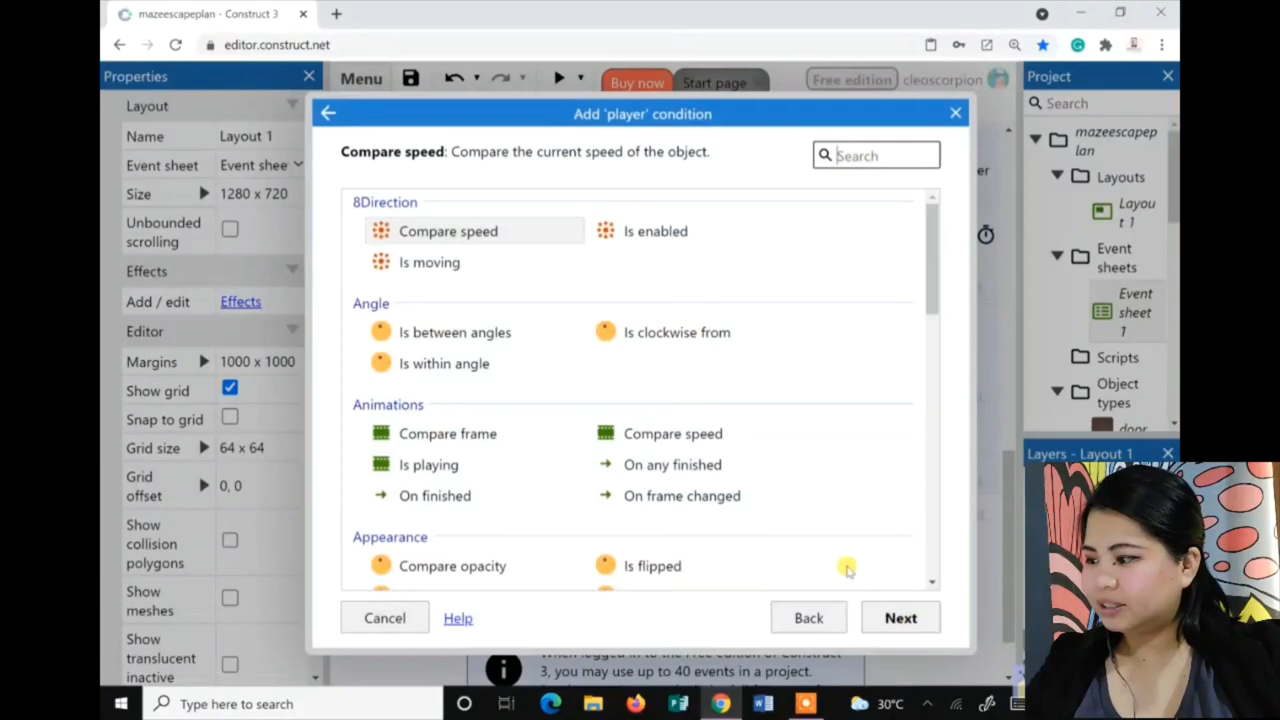 mazeescapeplan - Construct 3
editor.construct.net
Properties
Menu
Buy now
Start page
Free edition
cleoscorpion
Project
Layout
Name
Layout 1
Event sheet
Event shee
Size
1280 x 720
Unbounded
scrolling
Effects
Add / edit
Effects
Editor
Margins
1000 x 1000
Show grid
Snap to grid
Grid size
64 x 64
Grid
offset
0, 0
Show
collision
polygons
Show
meshes
Show
translucent
inactive
Add 'player' condition
Compare speed: Compare the current speed of the object.
Search
8Direction
Compare speed
Is enabled
Is moving
Angle
Is between angles
Is clockwise from
Is within angle
Animations
Compare frame
Compare speed
Is playing
On any finished
On finished
On frame changed
Appearance
Compare opacity
Is flipped
Cancel
Help
Back
Next
er
When logged in to the Free edition of Construct
3, you may use up to 40 events in a project.
Search
mazeescapep
lan
Layouts
Layou
t 1
Event
sheets
Event
sheet
1
Scripts
Object
types
door
Layers - Layout 1
Type here to search
30°C